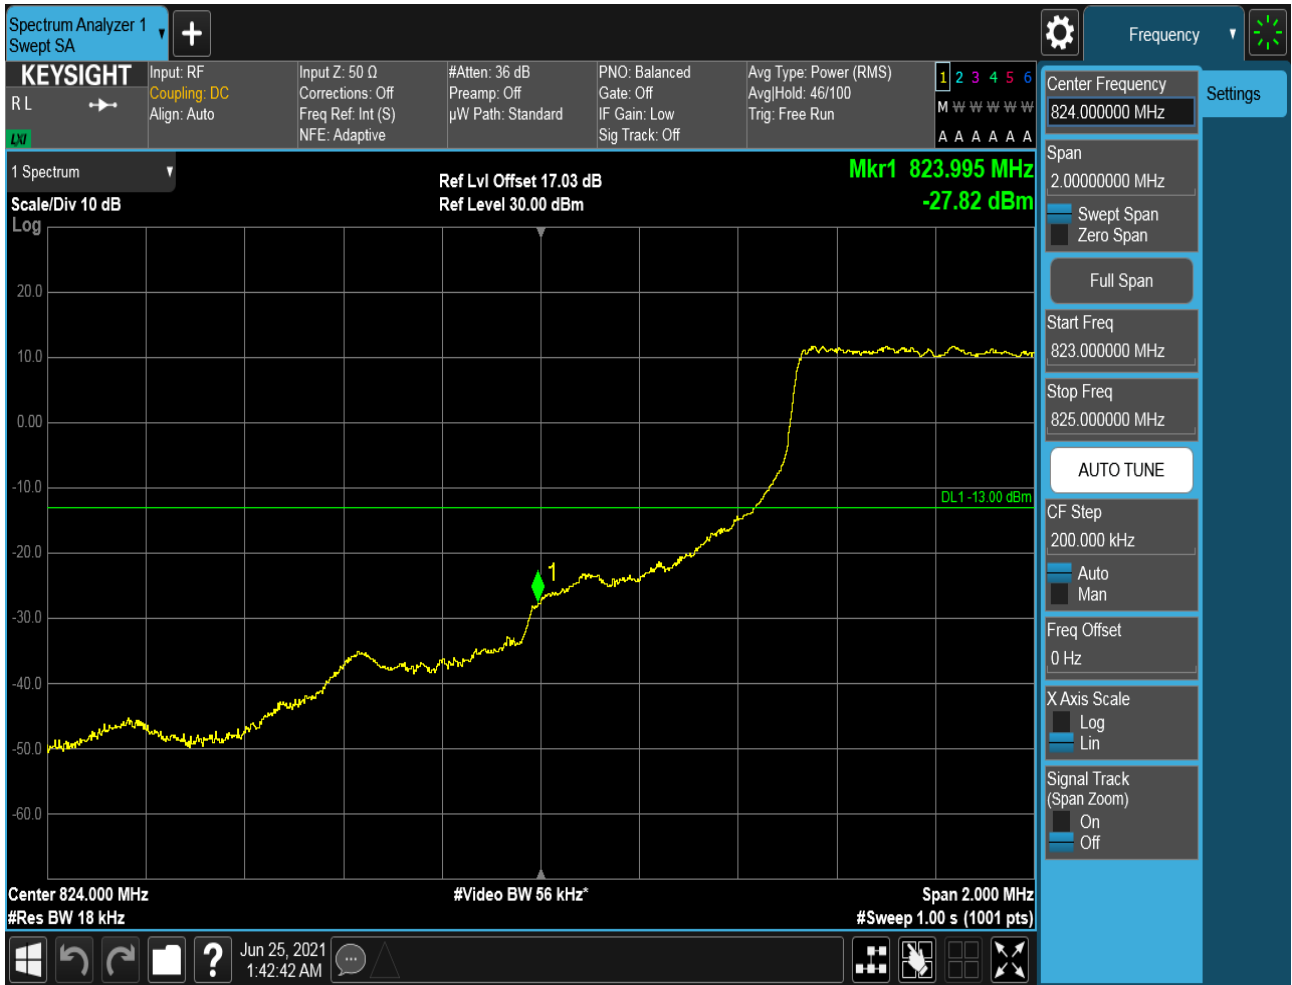 Spectrum Analyzer 1
Swept SA
Frequency
KEYSIGHT
R L
LXI
Input: RF
Coupling: DC
Align: Auto
Input Z: 50 Ω
Corrections: Off
Freq Ref: Int (S)
NFE: Adaptive
#Atten: 36 dB
Preamp: Off
µW Path: Standard
PNO: Balanced
Gate: Off
IF Gain: Low
Sig Track: Off
Avg Type: Power (RMS)
Avg|Hold: 46/100
Trig: Free Run
1 2 3 4 5 6
M W W W W W
A A A A A A
1 Spectrum
Scale/Div 10 dB
Log
Ref Lvl Offset 17.03 dB
Ref Level 30.00 dBm
Mkr1 823.995 MHz
-27.82 dBm
20.0
10.0
0.00
-10.0
-20.0
-30.0
-40.0
-50.0
-60.0
DL1 -13.00 dBm
1
Center 824.000 MHz
#Res BW 18 kHz
#Video BW 56 kHz*
Span 2.000 MHz
#Sweep 1.00 s (1001 pts)
Jun 25, 2021
1:42:42 AM
Center Frequency
824.000000 MHz
Settings
Span
2.00000000 MHz
Swept Span
Zero Span
Full Span
Start Freq
823.000000 MHz
Stop Freq
825.000000 MHz
AUTO TUNE
CF Step
200.000 kHz
Auto
Man
Freq Offset
0 Hz
X Axis Scale
Log
Lin
Signal Track
(Span Zoom)
On
Off